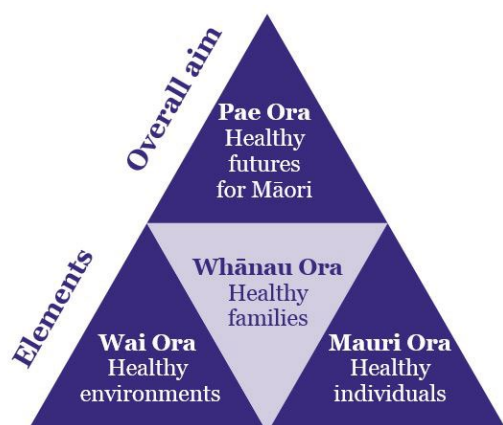 Overall aim
Pae Ora
Healthy
futures
for Māori
Elements
Whānau Ora
Healthy
families
Wai Ora
Healthy
environments
Mauri Ora
Healthy
individuals